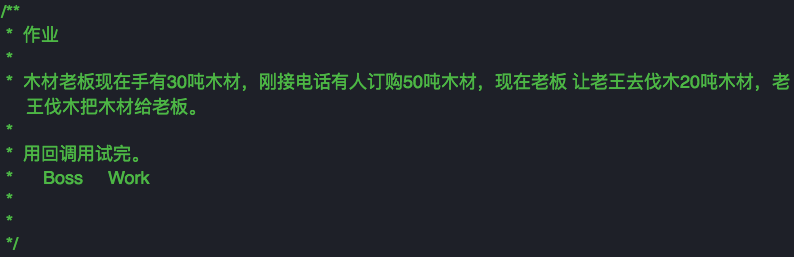 /**
* 作业
*
* 木材老板现在手有30吨木材，刚接电话有人订购50吨木材，现在老板 让老王去伐木20吨木材，老
王伐木把木材给老板。
*
* 用回调用试完。
* Boss Work
*
*
*/